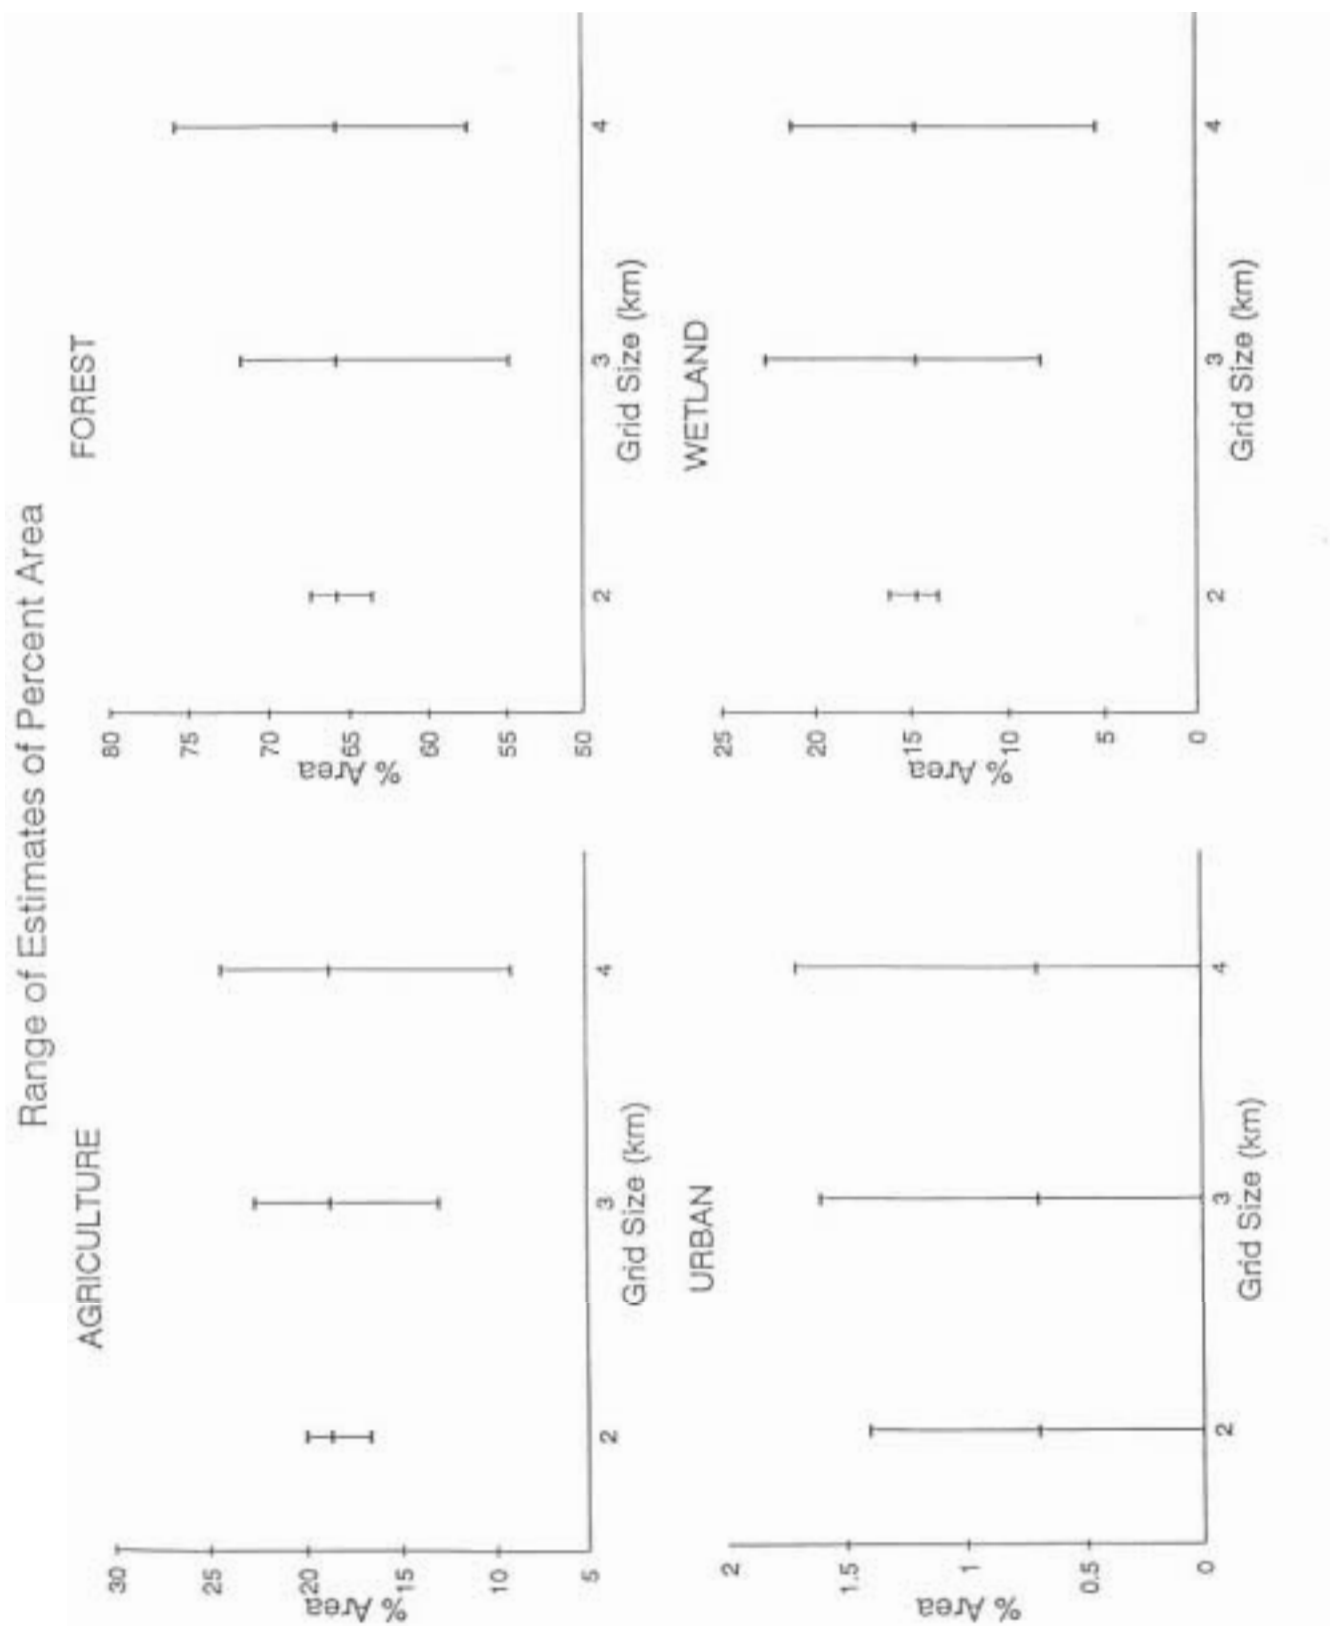 Range of Estimates of Percent Area
AGRICULTURE
30
25
20
15
10
5
% Area
2
3
4
Grid Size (km)
FOREST
80
75
70
65
60
55
50
% Area
2
3
4
Grid Size (km)
URBAN
2
1.5
1
0.5
0
% Area
2
3
4
Grid Size (km)
WETLAND
25
20
15
10
5
0
% Area
2
3
4
Grid Size (km)